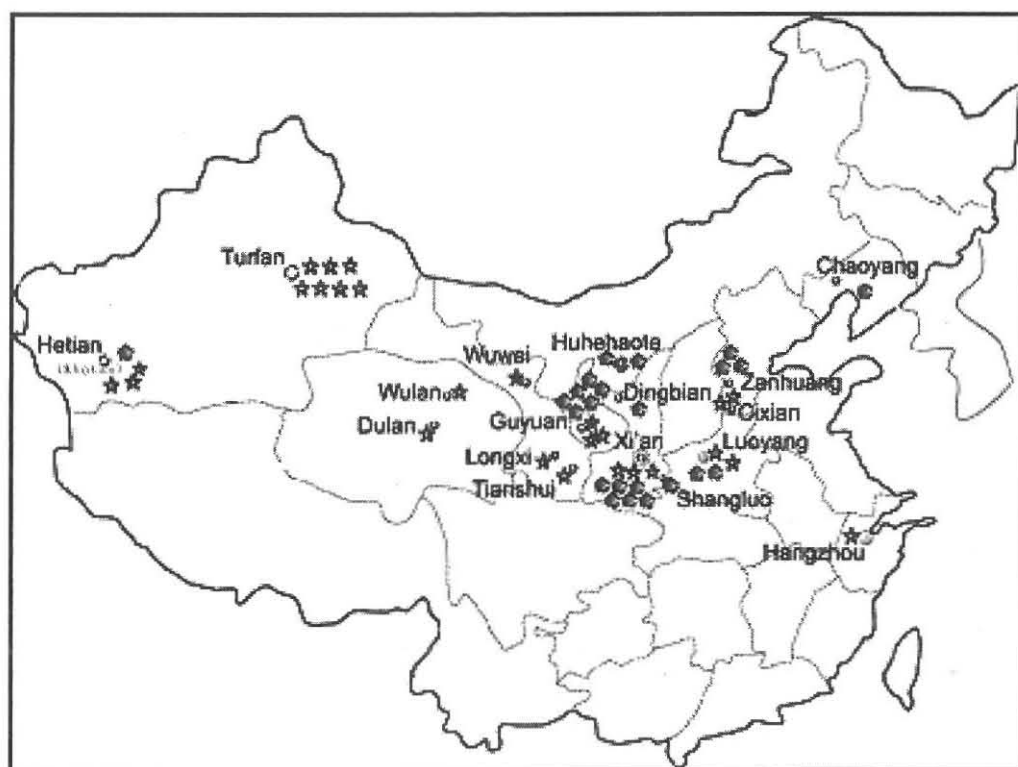 Chaoyang
Turfan
Huhehaote
Hetian
Wuwei
Wulan
Dingbian
Zanhuang
Cixian
Dulan
Guyuan
Xi'an
Luoyang
Longxi
Tianshui
Shangluo
Hangzhou